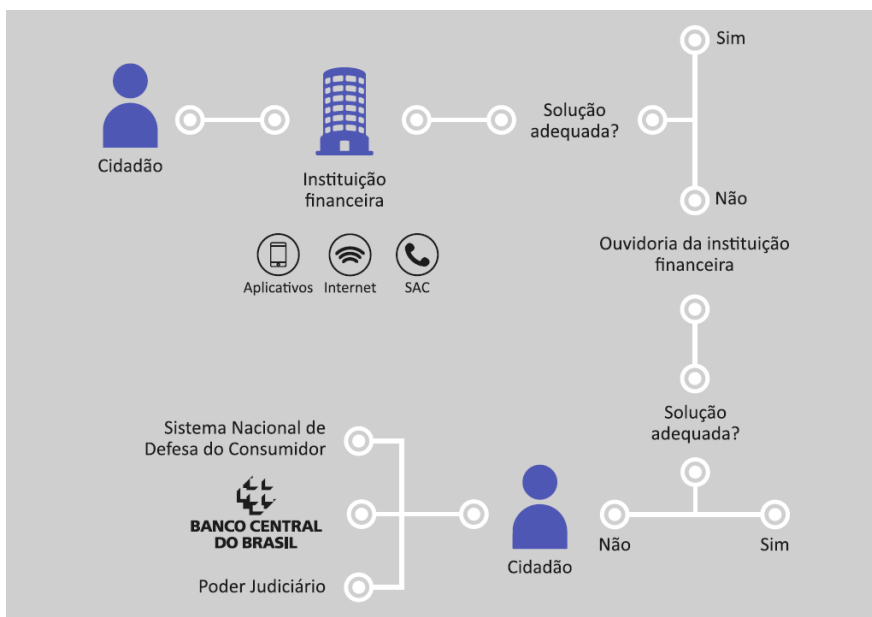 Cidadão
Instituição
financeira
Aplicativos
Internet
SAC
Solução
adequada?
Sim
Não
Ouvidoria da instituição
financeira
Solução
adequada?
Não
Sim
Cidadão
Sistema Nacional de
Defesa do Consumidor
BANCO CENTRAL
DO BRASIL
Poder Judiciário